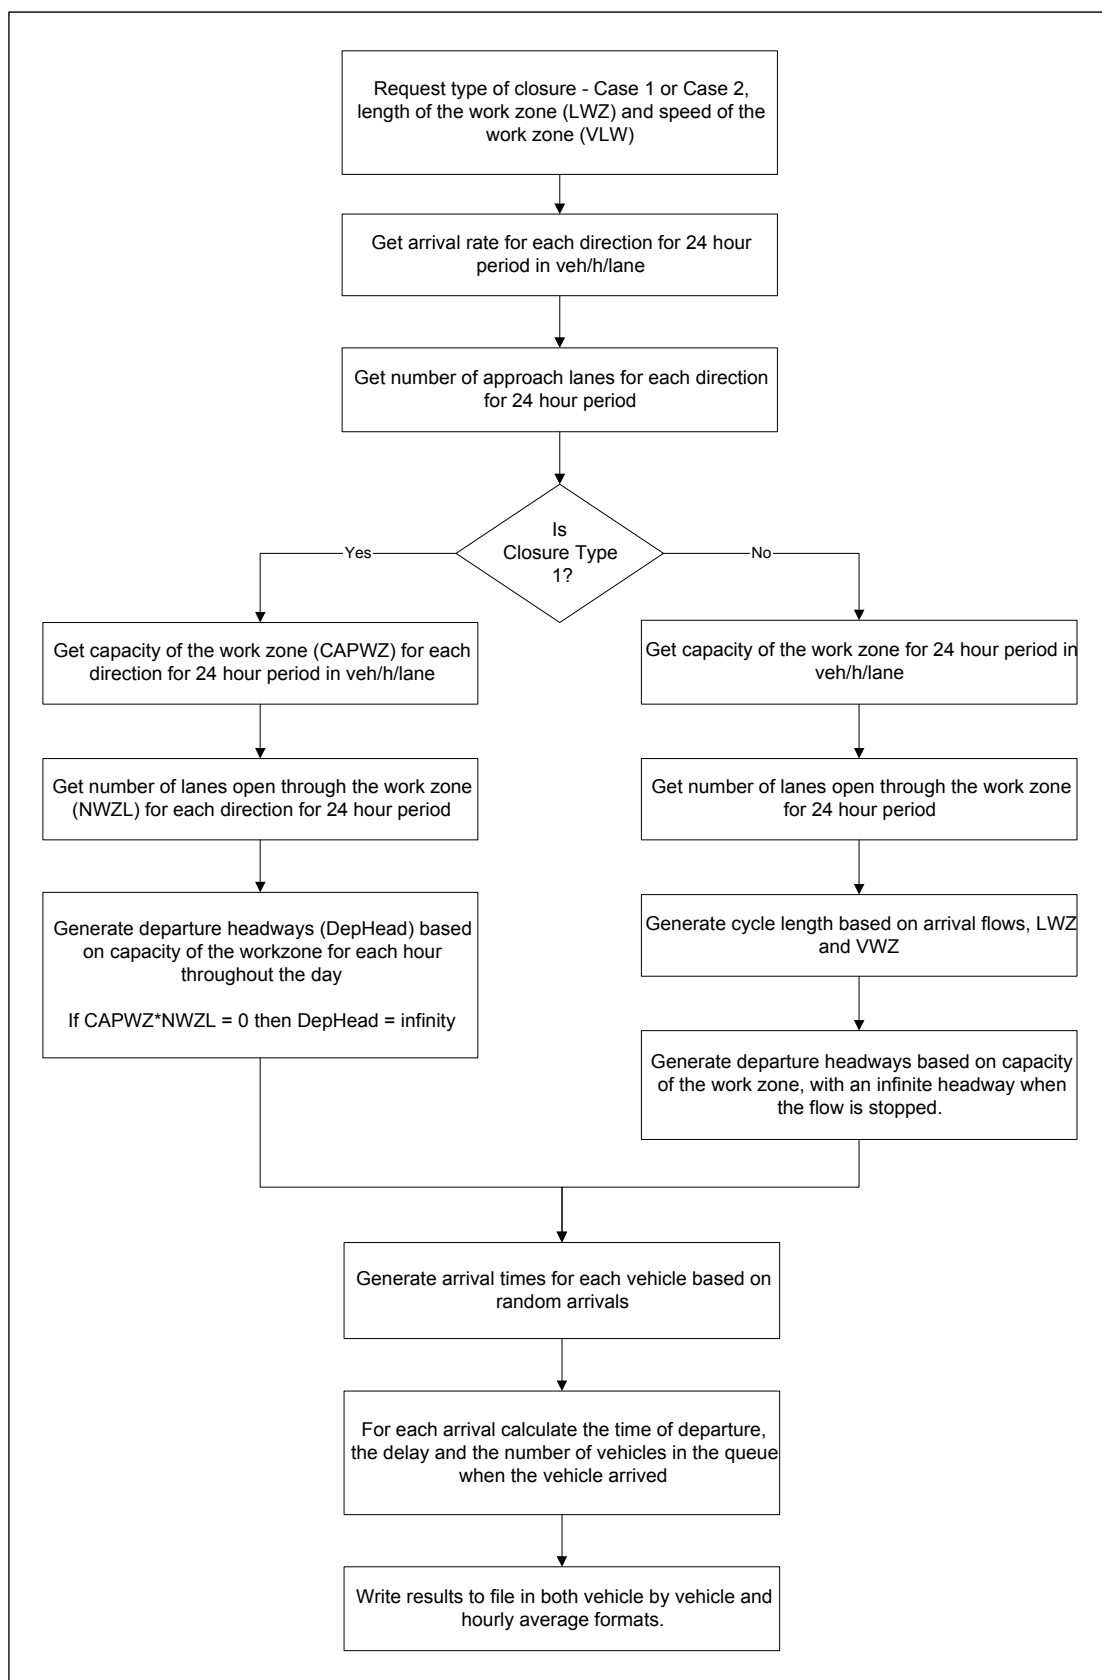 Request type of closure - Case 1 or Case 2,
length of the work zone (LWZ) and speed of the
work zone (VLW)
Get arrival rate for each direction for 24 hour
period in veh/h/lane
Get number of approach lanes for each direction
for 24 hour period
Is
Closure Type
1?
Yes
No
Get capacity of the work zone (CAPWZ) for each
direction for 24 hour period in veh/h/lane
Get capacity of the work zone for 24 hour period in
veh/h/lane
Get number of lanes open through the work zone
(NWZL) for each direction for 24 hour period
Get number of lanes open through the work zone
for 24 hour period
Generate departure headways (DepHead) based
on capacity of the workzone for each hour
throughout the day
If CAPWZ*NWZL = 0 then DepHead = infinity
Generate cycle length based on arrival flows, LWZ
and VWZ
Generate departure headways based on capacity
of the work zone, with an infinite headway when
the flow is stopped.
Generate arrival times for each vehicle based on
random arrivals
For each arrival calculate the time of departure,
the delay and the number of vehicles in the queue
when the vehicle arrived
Write results to file in both vehicle by vehicle and
hourly average formats.